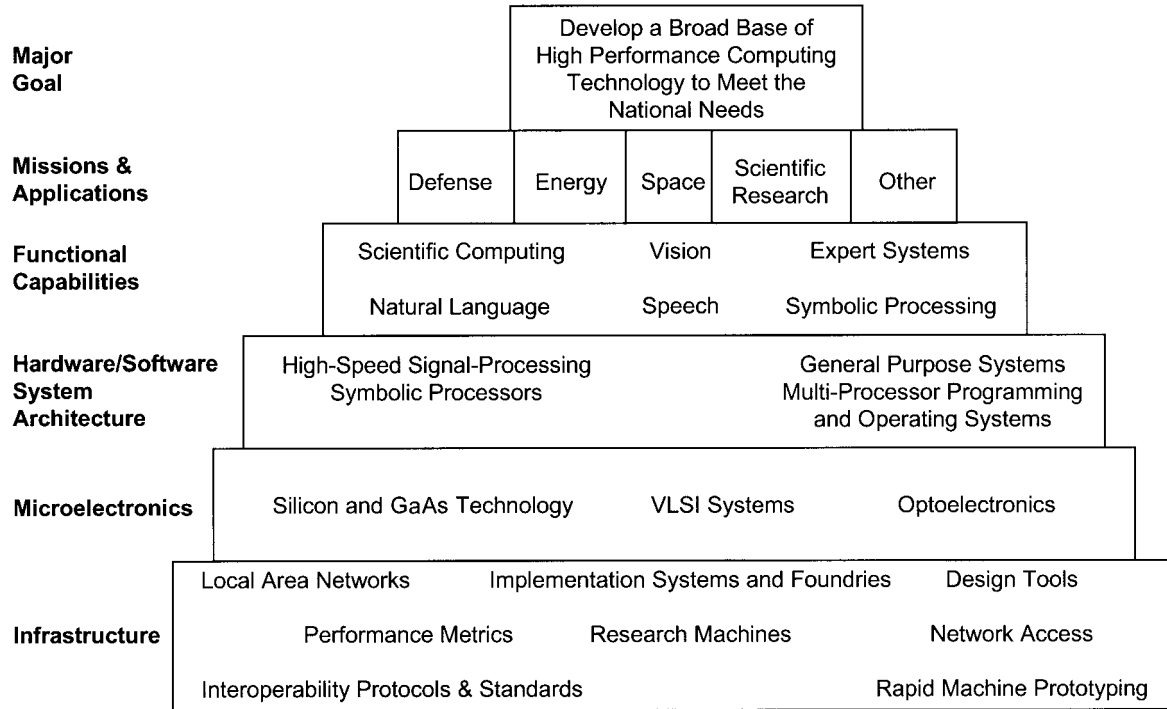 Major
Goal
Develop a Broad Base of
High Performance Computing
Technology to Meet the
National Needs
Missions &
Applications
Defense
Energy
Space
Scientific
Research
Other
Functional
Capabilities
Scientific Computing
Vision
Expert Systems
Natural Language
Speech
Symbolic Processing
Hardware/Software
System
Architecture
High-Speed Signal-Processing
Symbolic Processors
General Purpose Systems
Multi-Processor Programming
and Operating Systems
Microelectronics
Silicon and GaAs Technology
VLSI Systems
Optoelectronics
Infrastructure
Local Area Networks
Implementation Systems and Foundries
Design Tools
Performance Metrics
Research Machines
Network Access
Interoperability Protocols & Standards
Rapid Machine Prototyping